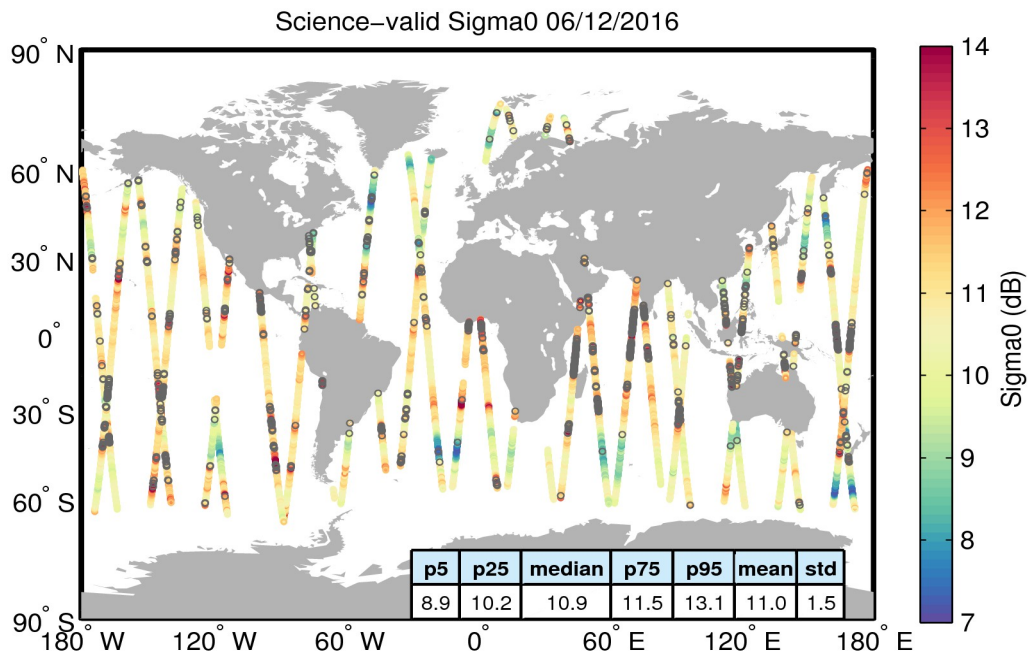 Science−valid Sigma0 06/12/2016
90° N
60° N
30° N
0°
30° S
60° S
90° S
180° W
120° W
60° W
0°
60° E
120° E
180° E
p5 p25 median p75 p95 mean std
8.9 10.2 10.9 11.5 13.1 11.0 1.5
14
13
12
11
10
9
8
7
Sigma0 (dB)